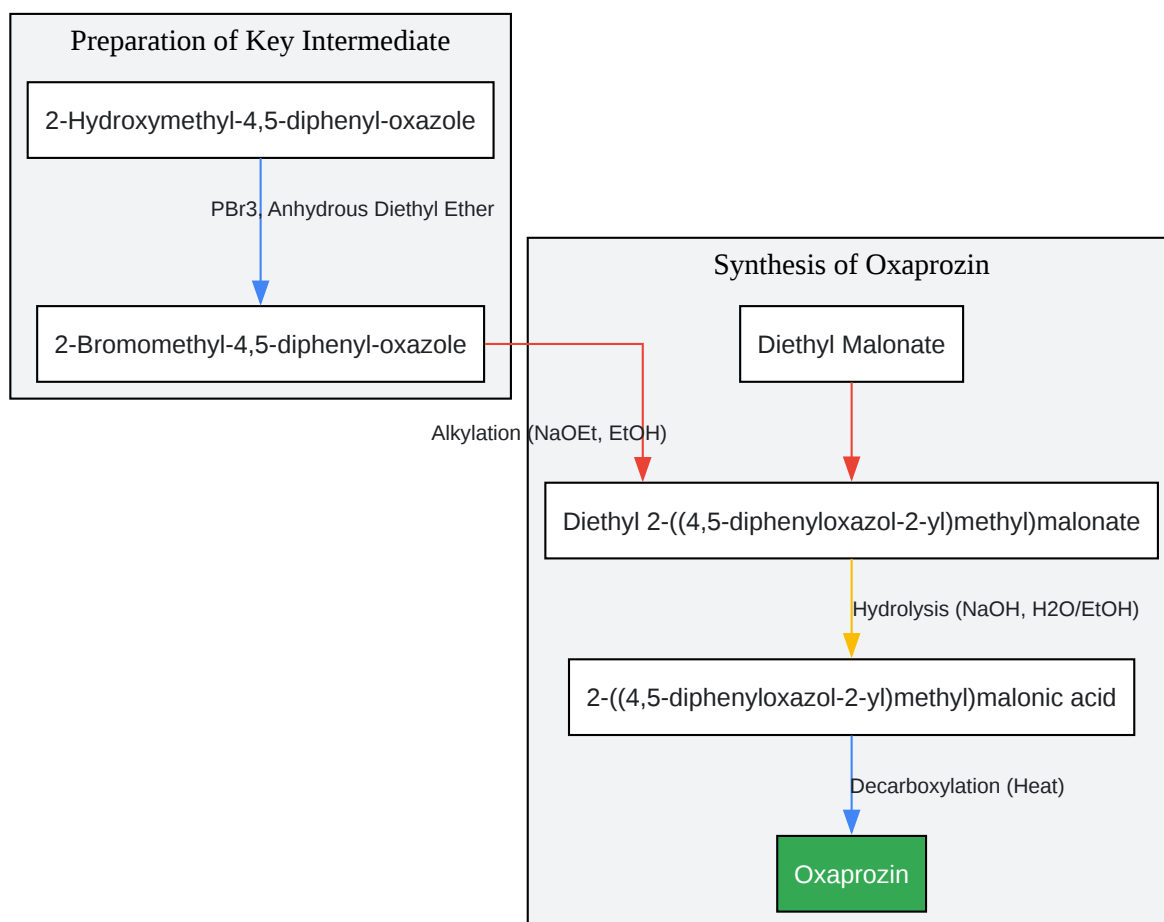 Preparation of Key Intermediate
2-Hydroxymethyl-4,5-diphenyl-oxazole
PBr3, Anhydrous Diethyl Ether
2-Bromomethyl-4,5-diphenyl-oxazole
Synthesis of Oxaprozin
Diethyl Malonate
Alkylation (NaOEt, EtOH)
Diethyl 2-((4,5-diphenyloxazol-2-yl)methyl)malonate
Hydrolysis (NaOH, H2O/EtOH)
2-((4,5-diphenyloxazol-2-yl)methyl)malonic acid
Decarboxylation (Heat)
Oxaprozin